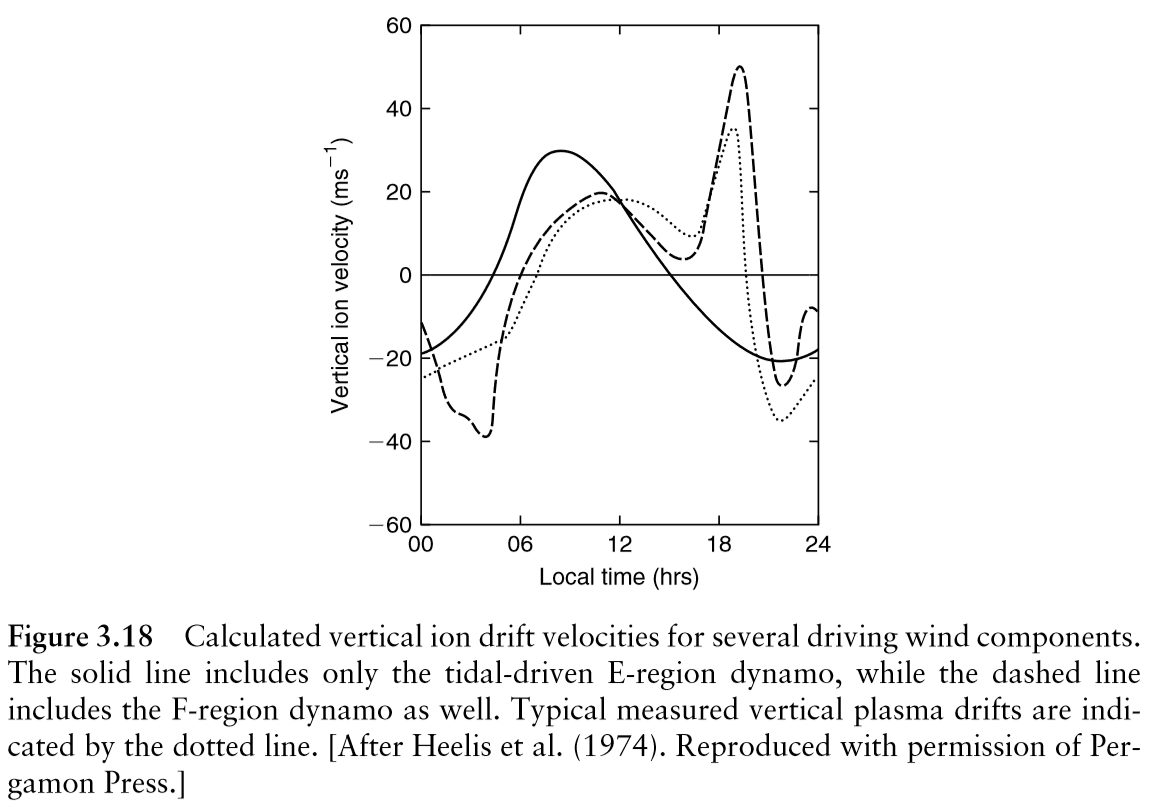 60
40
20
0
−20
−40
−60
Vertical ion velocity (ms−1)
00 06 12 18 24
Local time (hrs)
Figure 3.18 Calculated vertical ion drift velocities for several driving wind components.
The solid line includes only the tidal-driven E-region dynamo, while the dashed line
includes the F-region dynamo as well. Typical measured vertical plasma drifts are indi-
cated by the dotted line. [After Heelis et al. (1974). Reproduced with permission of Per-
gamon Press.]